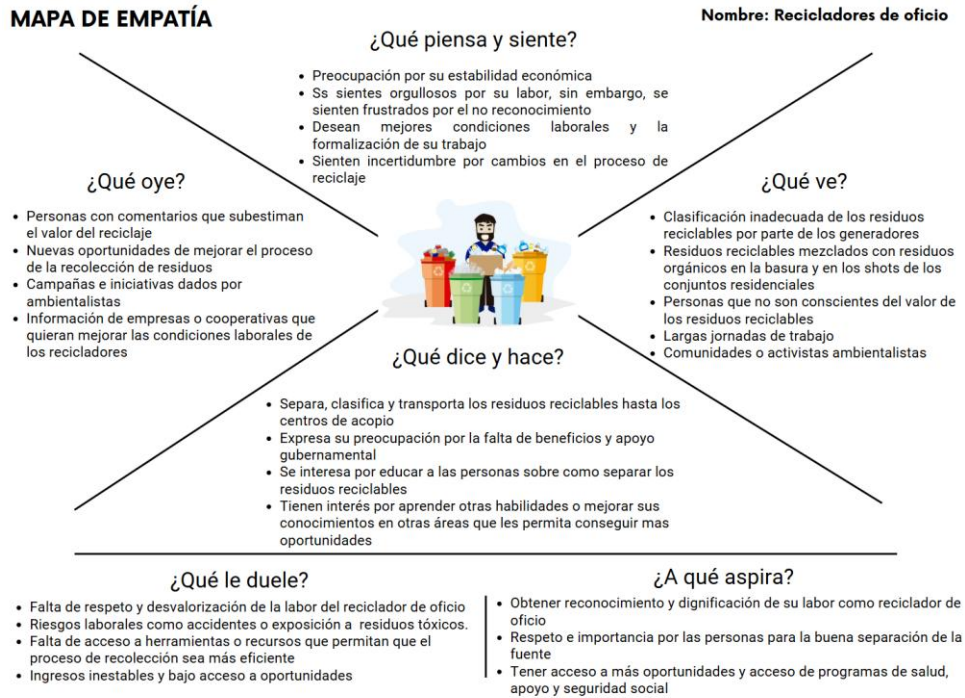 MAPA DE EMPATÍA
Nombre: Recicladores de oficio
¿Qué piensa y siente?
• Preocupación por su estabilidad económica
• Ss sientes orgullosos por su labor, sin embargo, se
sienten frustrados por el no reconocimiento
• Desean mejores condiciones laborales y la
formalización de su trabajo
• Sienten incertidumbre por cambios en el proceso de
reciclaje
¿Qué oye?
• Personas con comentarios que subestiman
el valor del reciclaje
• Nuevas oportunidades de mejorar el proceso
de la recolección de residuos
• Campañas e iniciativas dados por
ambientalistas
• Información de empresas o cooperativas que
quieran mejorar las condiciones laborales de
los recicladores
¿Qué ve?
• Clasificación inadecuada de los residuos
reciclables por parte de los generadores
• Residuos reciclables mezclados con residuos
orgánicos en la basura y en los shots de los
conjuntos residenciales
• Personas que no son conscientes del valor de
los residuos reciclables
• Largas jornadas de trabajo
• Comunidades o activistas ambientalistas
¿Qué dice y hace?
• Separa, clasifica y transporta los residuos reciclables hasta los
centros de acopio
• Expresa su preocupación por la falta de beneficios y apoyo
gubernamental
• Se interesa por educar a las personas sobre como separar los
residuos reciclables
• Tienen interés por aprender otras habilidades o mejorar sus
conocimientos en otras áreas que les permita conseguir mas
oportunidades
¿Qué le duele?
• Falta de respeto y desvalorización de la labor del reciclador de oficio
• Riesgos laborales como accidentes o exposición a residuos tóxicos.
• Falta de acceso a herramientas o recursos que permitan que el
proceso de recolección sea más eficiente
• Ingresos inestables y bajo acceso a oportunidades
¿A qué aspira?
• Obtener reconocimiento y dignificación de su labor como reciclador de
oficio
• Respeto e importancia por las personas para la buena separación de la
fuente
• Tener acceso a más oportunidades y acceso de programas de salud,
apoyo y seguridad social